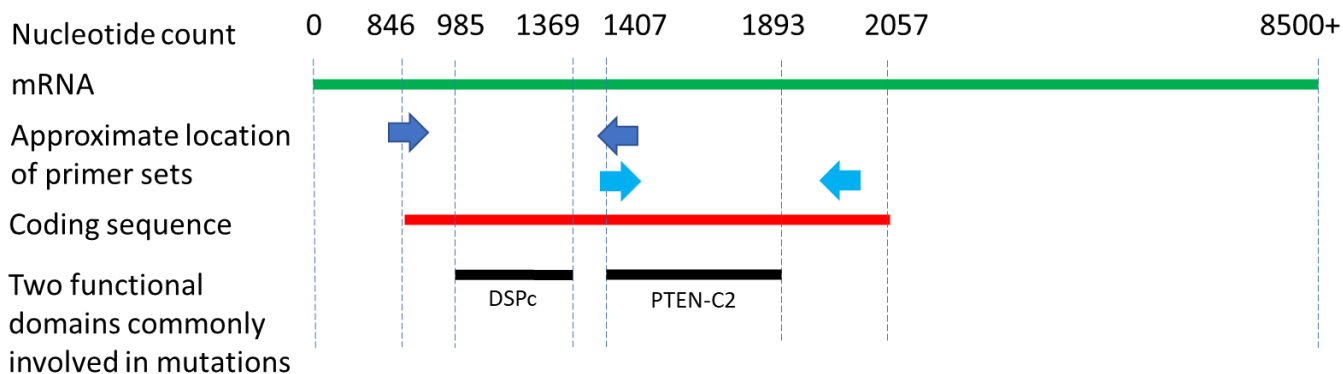 Nucleotide count 0 846 985 1369 1407 1893 2057 8500+
mRNA
Approximate location
of primer sets
Coding sequence
Two functional
domains commonly
involved in mutations
DSPc PTEN-C2